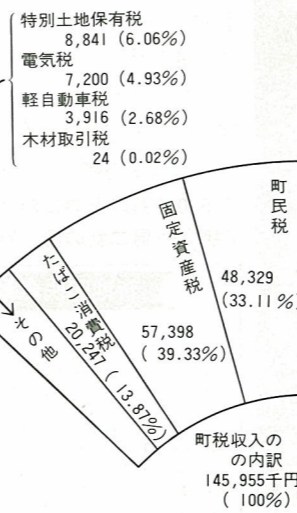 特別土地保有税
8,841 (6.06%)
電気税
7,200 (4.93%)
軽自動車税
3,916 (2.68%)
木材取引税
24 (0.02%)
その他
たばこ消費税
20,247 (13.87%)
固定資産税
57,398
(39.33%)
町民税
48,329
(33.11%)
町税収入の
の内訳
145,955千円
(100%)